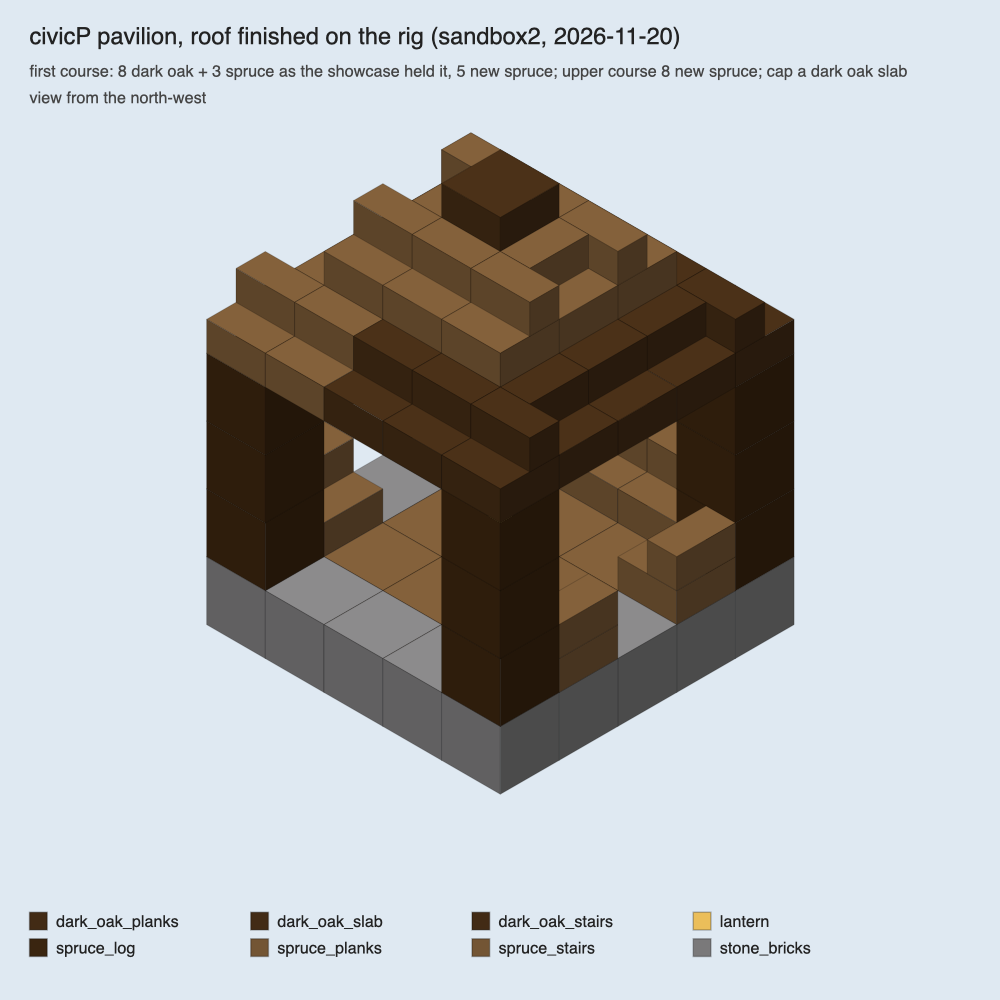 civicP pavilion, roof finished on the rig (sandbox2, 2026-11-20)
first course: 8 dark oak + 3 spruce as the showcase held it, 5 new spruce; upper course 8 new spruce; cap a dark oak slab
view from the north-west
dark_oak_planks
dark_oak_slab
dark_oak_stairs
lantern
spruce_log
spruce_planks
spruce_stairs
stone_bricks